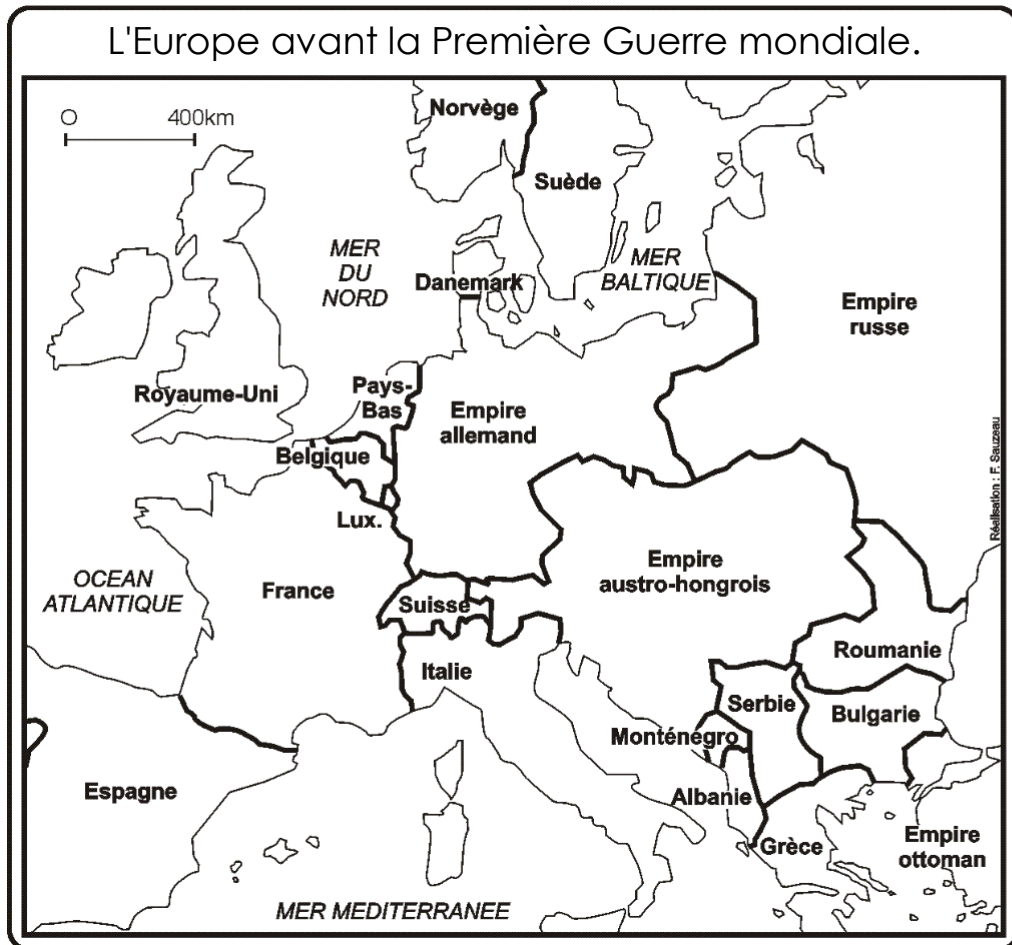 L'Europe avant la Première Guerre mondiale.
O 400km
Norvège
Suède
MER
DU
NORD
MER
BALTIQUE
Danemark
Empire
russe
Royaume-Uni
Pays-
Bas
Empire
allemand
Belgique
Réalisation : F. Sauzeau
Lux.
OCEAN
ATLANTIQUE
France
Empire
austro-hongrois
Suisse
Roumanie
Italie
Serbie
Bulgarie
Monténégro
Espagne
Albanie
Grèce
Empire
ottoman
MER MEDITERRANEE